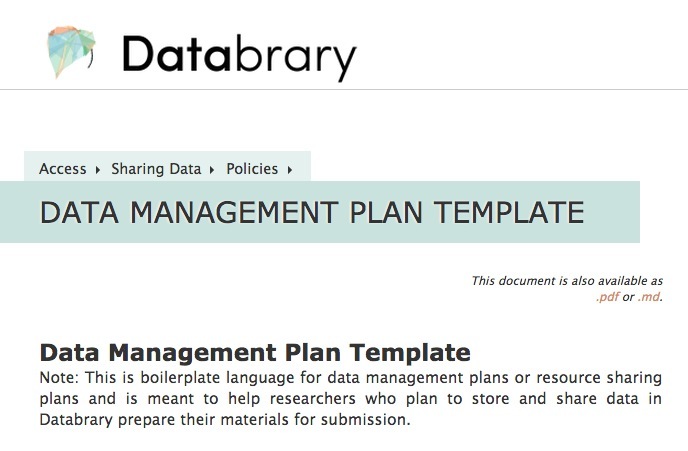 Databrary
Access ▸ Sharing Data ▸ Policies ▸
DATA MANAGEMENT PLAN TEMPLATE
This document is also available as
.pdf or .md.
Data Management Plan Template
Note: This is boilerplate language for data management plans or resource sharing
plans and is meant to help researchers who plan to store and share data in
Databrary prepare their materials for submission.